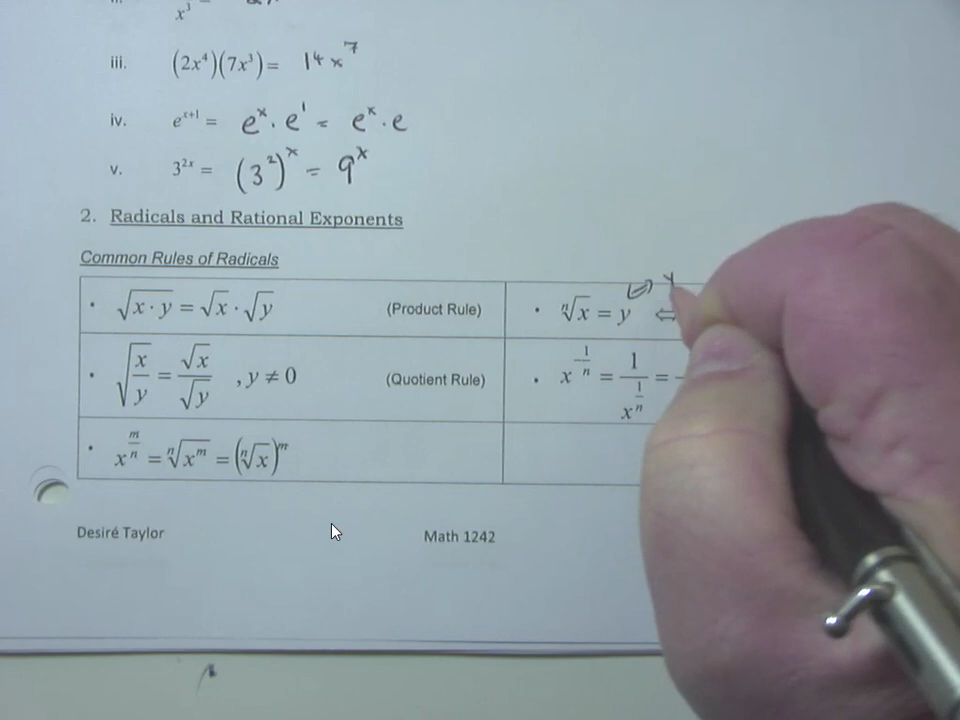 iii. (2x⁴)(7x³) = 14x⁷
iv. eˣ⁺¹ = eˣ · e¹ = eˣ · e
v. 3²ˣ = (3²)ˣ = 9ˣ
2. Radicals and Rational Exponents
Common Rules of Radicals
• √(x · y) = √x · √y (Product Rule) • ⁿ√x = y ⇔
• √(x/y) = √x/√y , y ≠ 0 (Quotient Rule) • x^(-1/n) = 1/x^(1/n) =
• x^(m/n) = ⁿ√(xᵐ) = (ⁿ√x)ᵐ
Desiré Taylor Math 1242